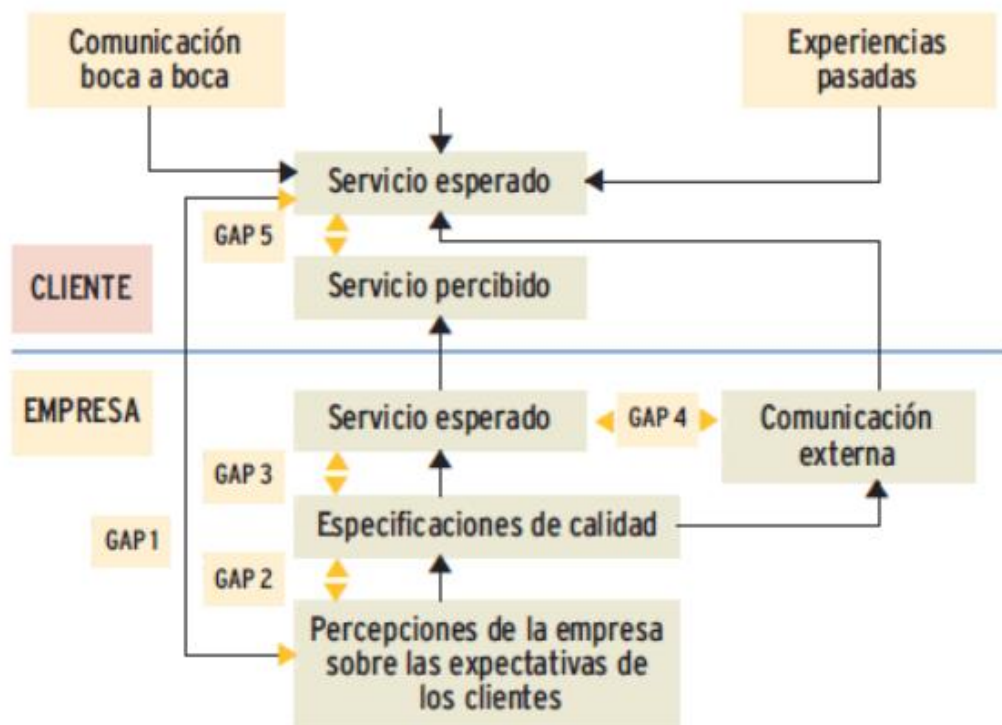 Comunicación
boca a boca
Experiencias
pasadas
Servicio esperado
GAP 5
Servicio percibido
CLIENTE
EMPRESA
Servicio esperado
GAP 4
Comunicación
externa
GAP 3
Especificaciones de calidad
GAP 1
GAP 2
Percepciones de la empresa
sobre las expectativas de
los clientes